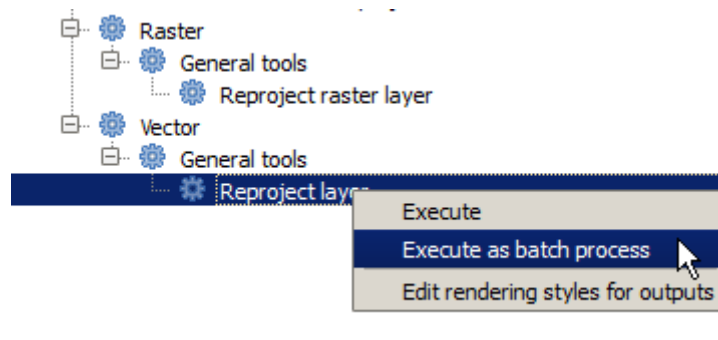 Raster
General tools
Reproject raster layer
Vector
General tools
Reproject layer
Execute
Execute as batch process
Edit rendering styles for outputs